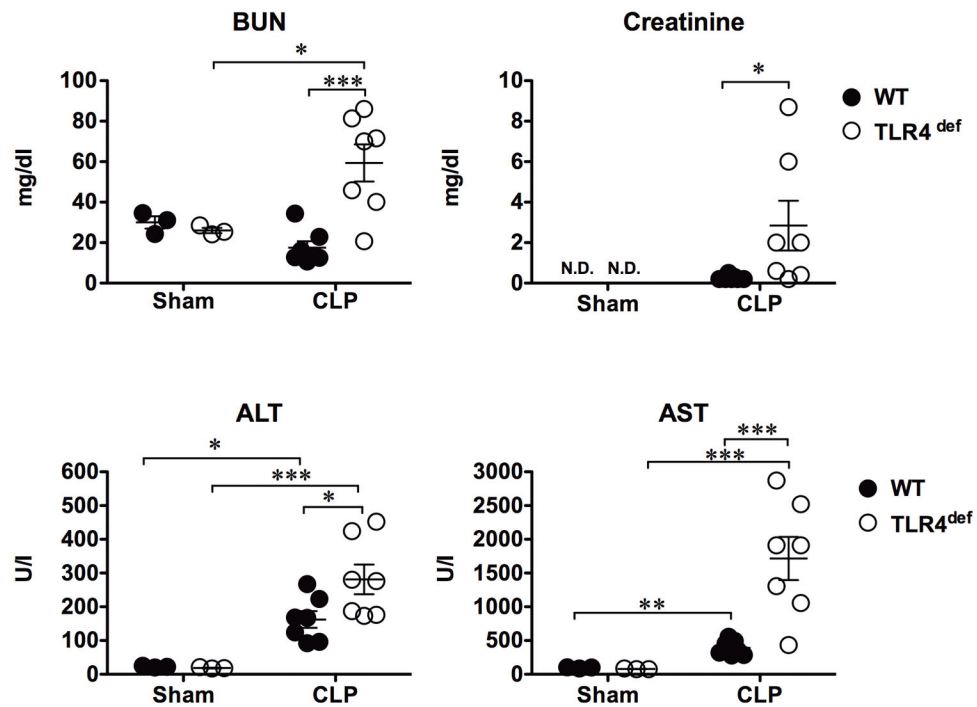 BUN
Creatinine
mg/dl
100
80
60
40
20
0
*
***
Sham
CLP
mg/dl
10
8
6
4
2
0
N.D. N.D.
*
Sham
CLP
WT
TLR4 def
ALT
AST
U/l
600
500
400
300
200
100
0
*
***
*
Sham
CLP
U/l
3000
2500
2000
1500
1000
500
0
***
***
**
Sham
CLP
WT
TLR4def